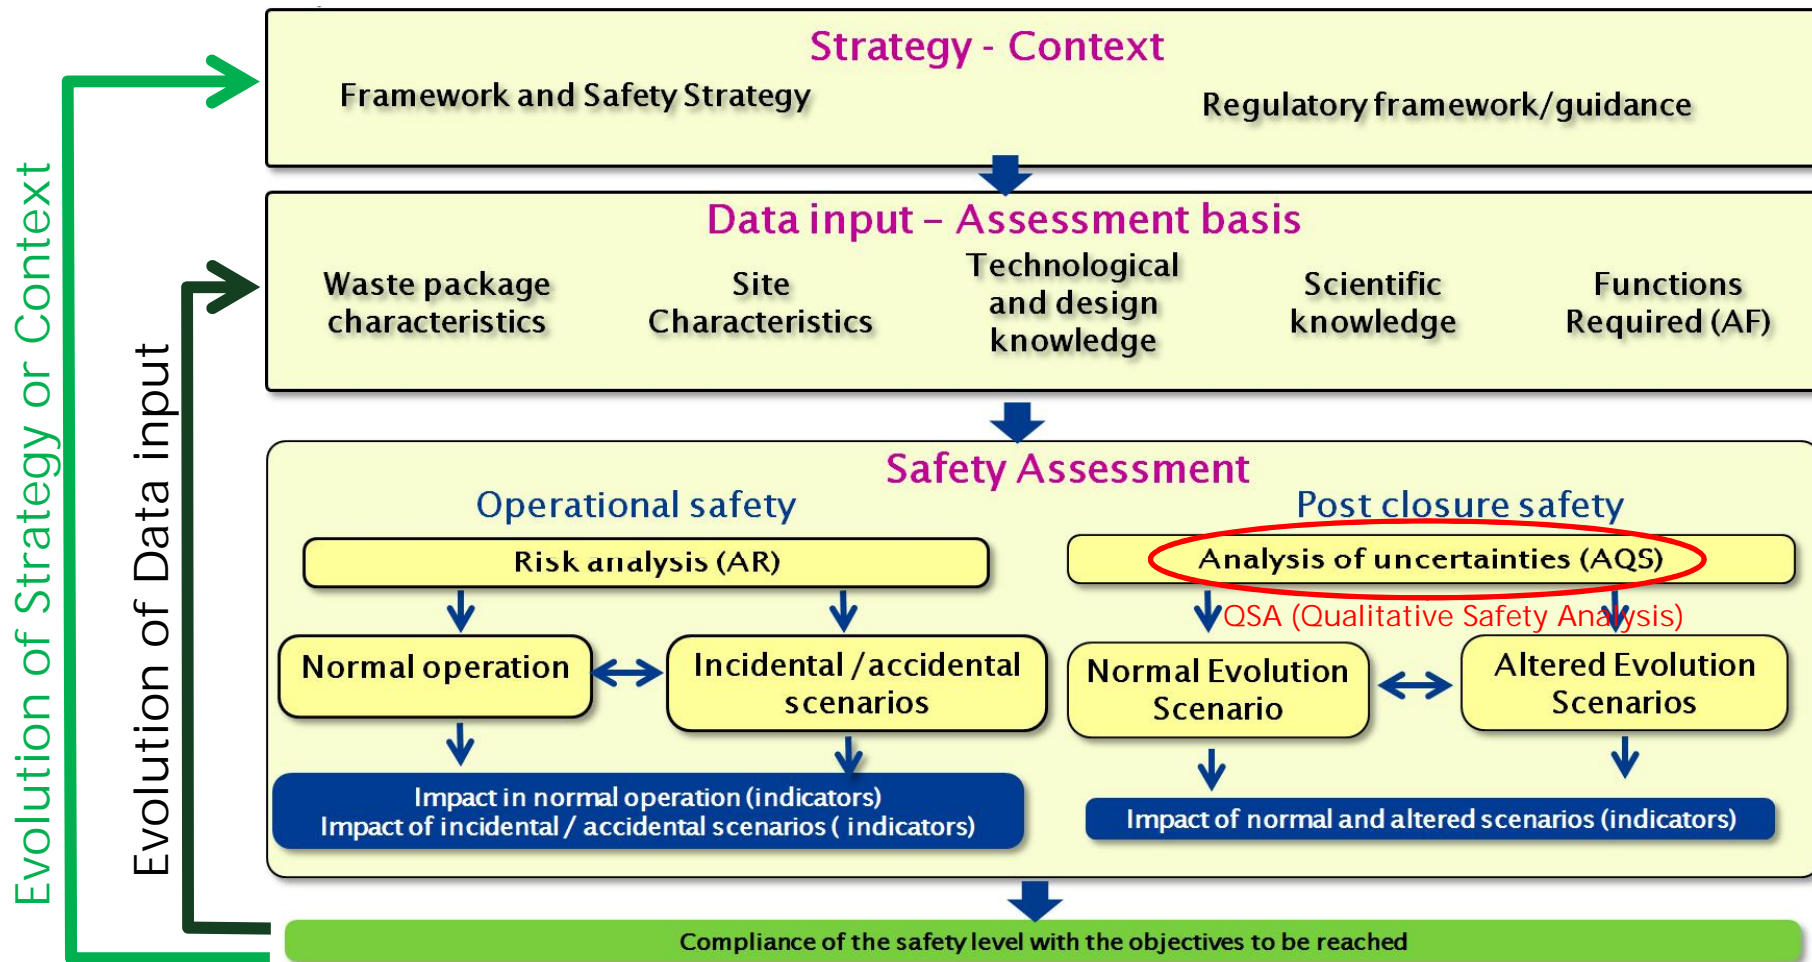 Strategy - Context
Framework and Safety Strategy
Regulatory framework/guidance
Data input – Assessment basis
Waste package
characteristics
Site
Characteristics
Technological
and design
knowledge
Scientific
knowledge
Functions
Required (AF)
Safety Assessment
Operational safety
Post closure safety
Risk analysis (AR)
Analysis of uncertainties (AQS)
QSA (Qualitative Safety Analysis)
Normal operation
Incidental /accidental
scenarios
Normal Evolution
Scenario
Altered Evolution
Scenarios
Impact in normal operation (indicators)
Impact of incidental / accidental scenarios ( indicators)
Impact of normal and altered scenarios (indicators)
Compliance of the safety level with the objectives to be reached
Evolution of Strategy or Context
Evolution of Data input